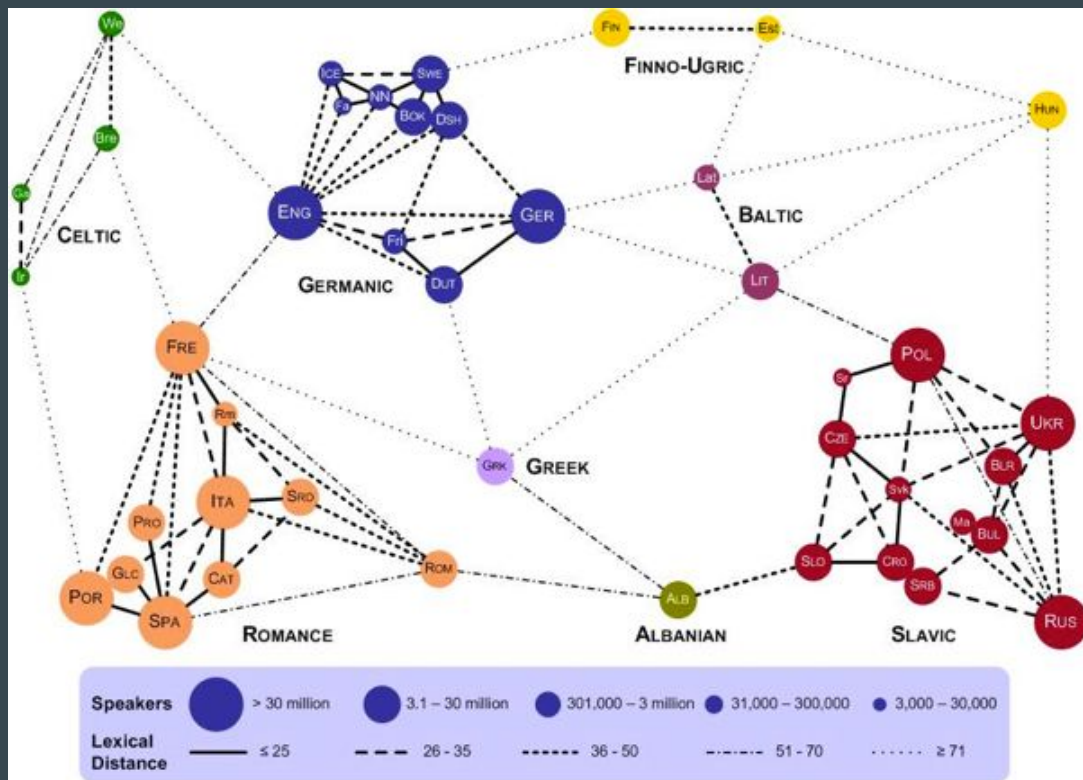 We
FIN
Est
ICE
SWE
FINNO-UGRIC
Fa
NN
BOK
DSH
HUN
Bre
Lat
Ga
ENG
GER
BALTIC
CELTIC
Fri
Ir
GERMANIC
DUT
LIT
FRE
POL
Rm
UKR
CZE
GRK
GREEK
BLR
ITA
SRD
Svk
PRO
Ma
BUL
GLC
CAT
ROM
SLO
CRO
SRB
POR
SPA
ALB
RUS
ROMANCE
ALBANIAN
SLAVIC
Speakers
> 30 million
3.1 – 30 million
301,000 – 3 million
31,000 – 300,000
3,000 – 30,000
Lexical
Distance
≤ 25
26 - 35
36 - 50
51 - 70
≥ 71